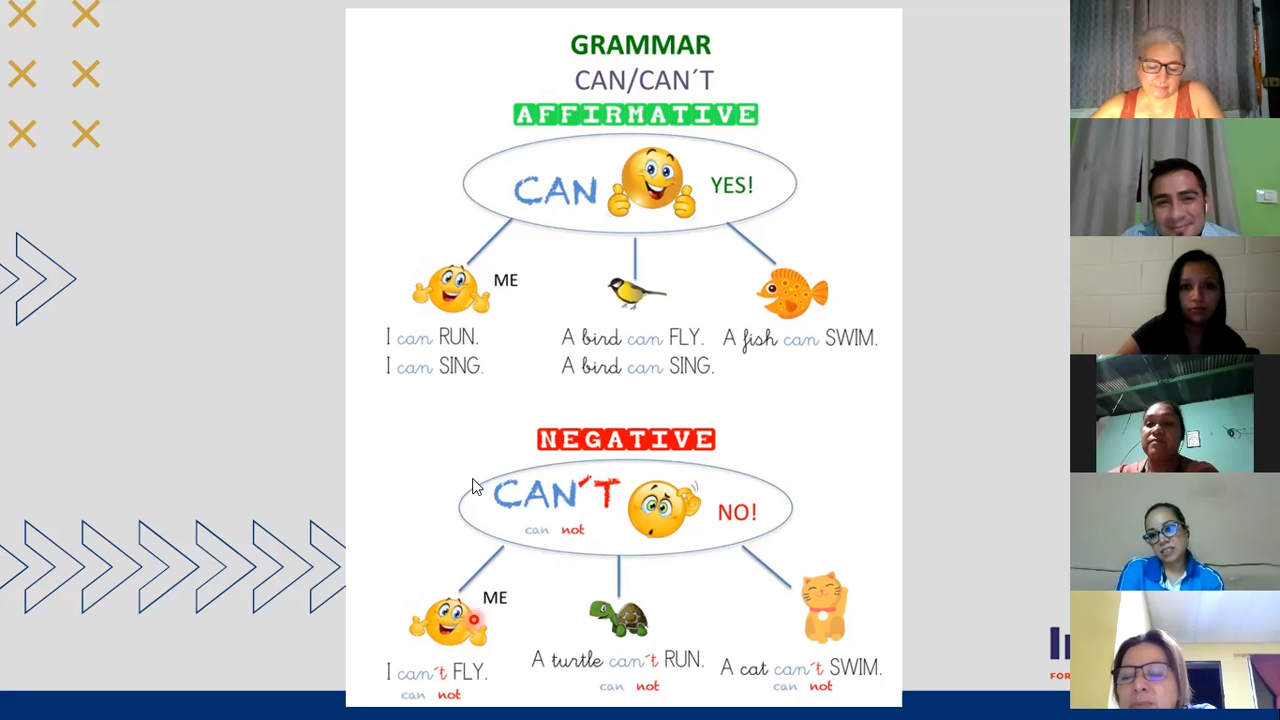 GRAMMAR
CAN/CAN´T
AFFIRMATIVE
CAN YES!
ME
I can RUN. A bird can FLY. A fish can SWIM.
I can SING. A bird can SING.
NEGATIVE
CAN´T NO!
can not
ME
I can´t FLY. A turtle can´t RUN. A cat can´t SWIM.
can not can not can not